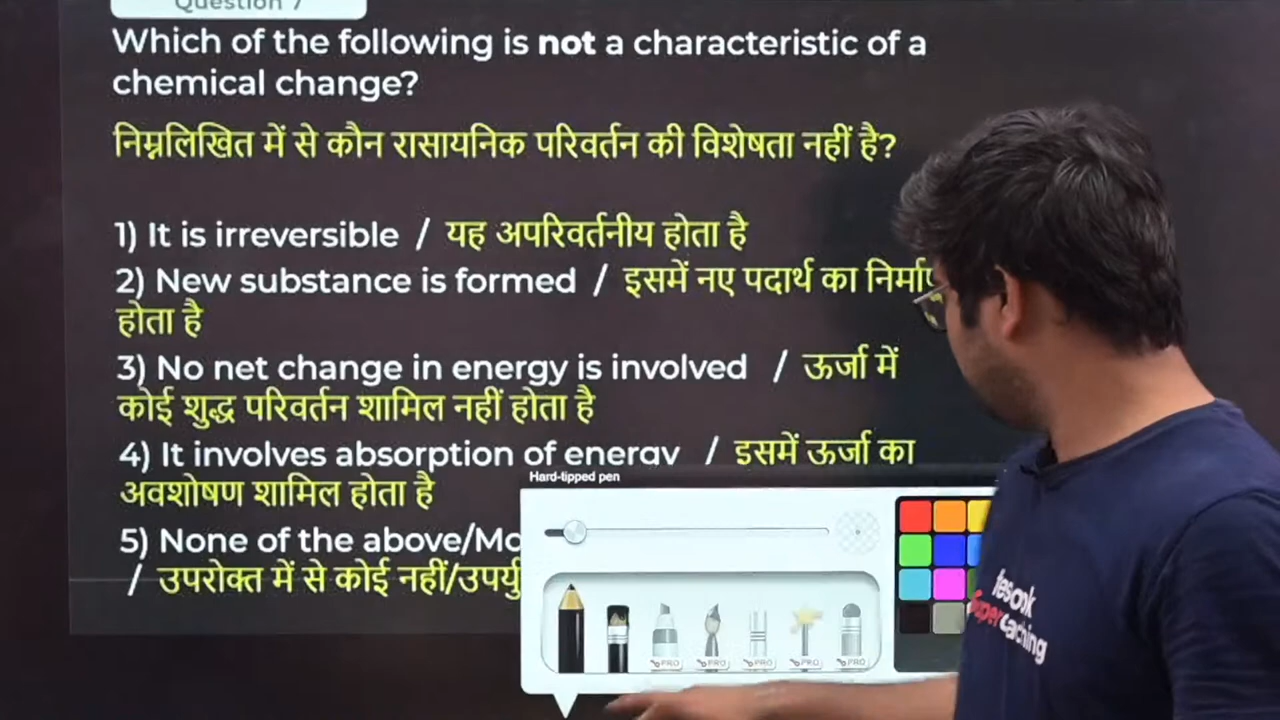 Question 7
Which of the following is not a characteristic of a
chemical change?
निम्नलिखित में से कौन रासायनिक परिवर्तन की विशेषता नहीं है?
1) It is irreversible / यह अपरिवर्तनीय होता है
2) New substance is formed / इसमें नए पदार्थ का
होता है
3) No net change in energy is involved / ऊर्जा में
कोई शुद्ध परिवर्तन शामिल नहीं होता है
4) It involves absorption of energy / इसमें ऊर्जा का
अवशोषण शामिल होता है
Hard-tipped pen
5) None of the above/
/ उपरोक्त में से कोई नहीं/
PRO PRO PRO PRO PRO